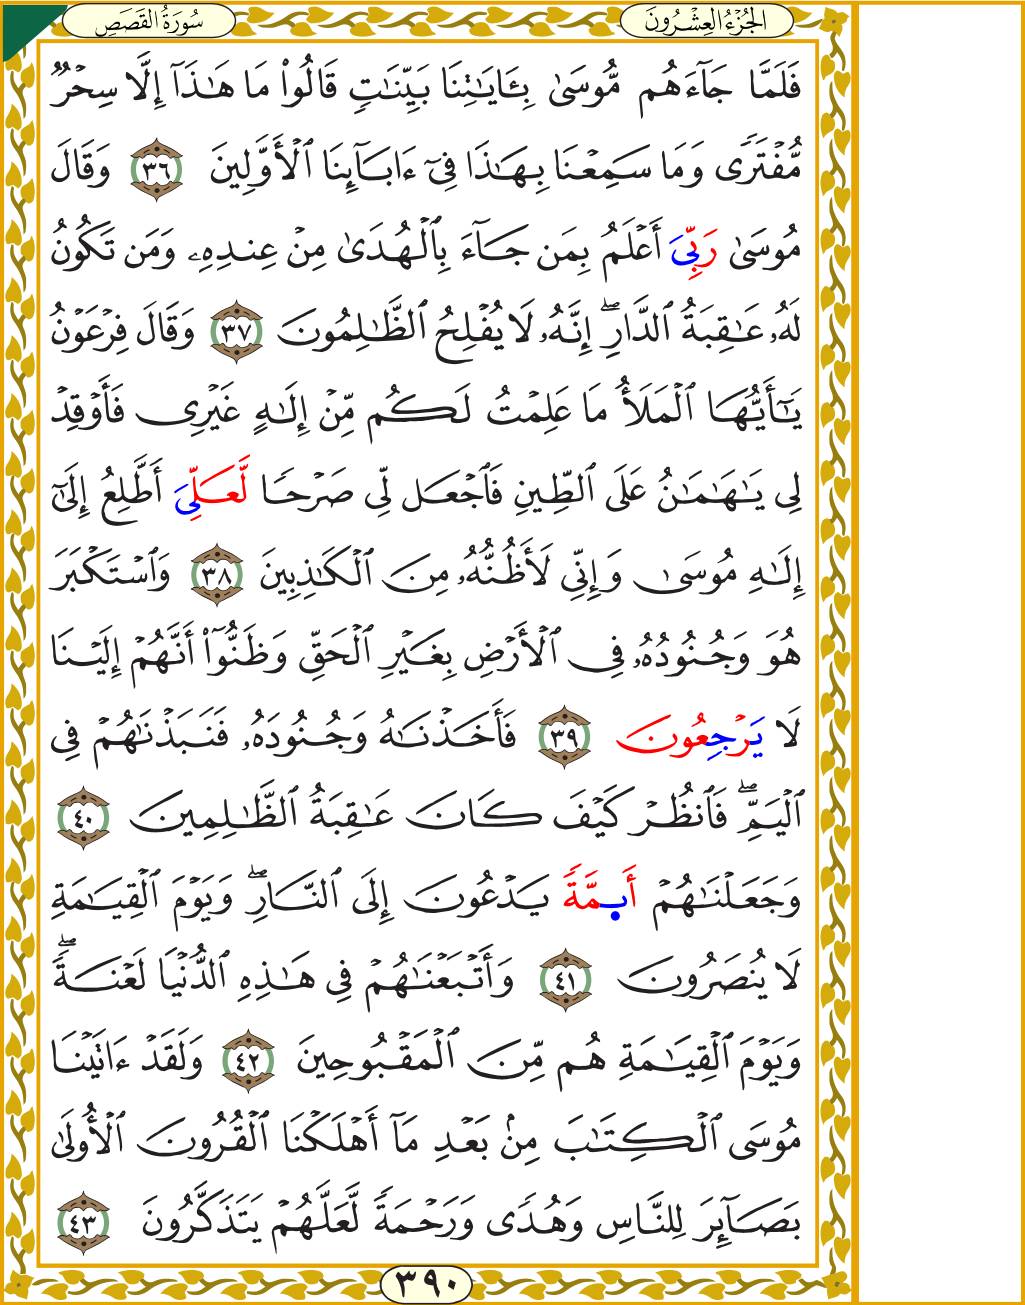 سُورَةُ القَصَصِ
الجُزْءُ العِشْرُونَ
فَلَمَّا جَآءَهُم مُّوسَىٰ بِـَٔايَـٰتِنَا بَيِّنَـٰتٍ قَالُوا۟ مَا هَـٰذَآ إِلَّا سِحْرٌ
مُّفْتَرًى وَمَا سَمِعْنَا بِهَـٰذَا فِىٓ ءَابَآئِنَا ٱلْأَوَّلِينَ ٣٦ وَقَالَ
مُوسَىٰ رَبِّىَ أَعْلَمُ بِمَن جَآءَ بِٱلْهُدَىٰ مِنْ عِندِهِۦ وَمَن تَكُونُ
لَهُۥ عَـٰقِبَةُ ٱلدَّارِ ۖ إِنَّهُۥ لَا يُفْلِحُ ٱلظَّـٰلِمُونَ ٣٧ وَقَالَ فِرْعَوْنُ
يَـٰٓأَيُّهَا ٱلْمَلَأُ مَا عَلِمْتُ لَكُم مِّنْ إِلَـٰهٍ غَيْرِى فَأَوْقِدْ
لِى يَـٰهَـٰمَـٰنُ عَلَى ٱلطِّينِ فَٱجْعَل لِّى صَرْحًا لَّعَلِّىَ أَطَّلِعُ إِلَىٰٓ
إِلَـٰهِ مُوسَىٰ وَإِنِّى لَأَظُنُّهُۥ مِنَ ٱلْكَـٰذِبِينَ ٣٨ وَٱسْتَكْبَرَ
هُوَ وَجُنُودُهُۥ فِى ٱلْأَرْضِ بِغَيْرِ ٱلْحَقِّ وَظَنُّوٓا۟ أَنَّهُمْ إِلَيْنَا
لَا يَرْجِعُونَ ٣٩ فَأَخَذْنَـٰهُ وَجُنُودَهُۥ فَنَبَذْنَـٰهُمْ فِى
ٱلْيَمِّ ۖ فَٱنظُرْ كَيْفَ كَانَ عَـٰقِبَةُ ٱلظَّـٰلِمِينَ ٤٠
وَجَعَلْنَـٰهُمْ أَيِمَّةً يَدْعُونَ إِلَى ٱلنَّارِ ۖ وَيَوْمَ ٱلْقِيَـٰمَةِ
لَا يُنصَرُونَ ٤١ وَأَتْبَعْنَـٰهُمْ فِى هَـٰذِهِ ٱلدُّنْيَا لَعْنَةً ۖ
وَيَوْمَ ٱلْقِيَـٰمَةِ هُم مِّنَ ٱلْمَقْبُوحِينَ ٤٢ وَلَقَدْ ءَاتَيْنَا
مُوسَى ٱلْكِتَـٰبَ مِنۢ بَعْدِ مَآ أَهْلَكْنَا ٱلْقُرُونَ ٱلْأُولَىٰ
بَصَآئِرَ لِلنَّاسِ وَهُدًى وَرَحْمَةً لَّعَلَّهُمْ يَتَذَكَّرُونَ ٤٣
٣٩٠